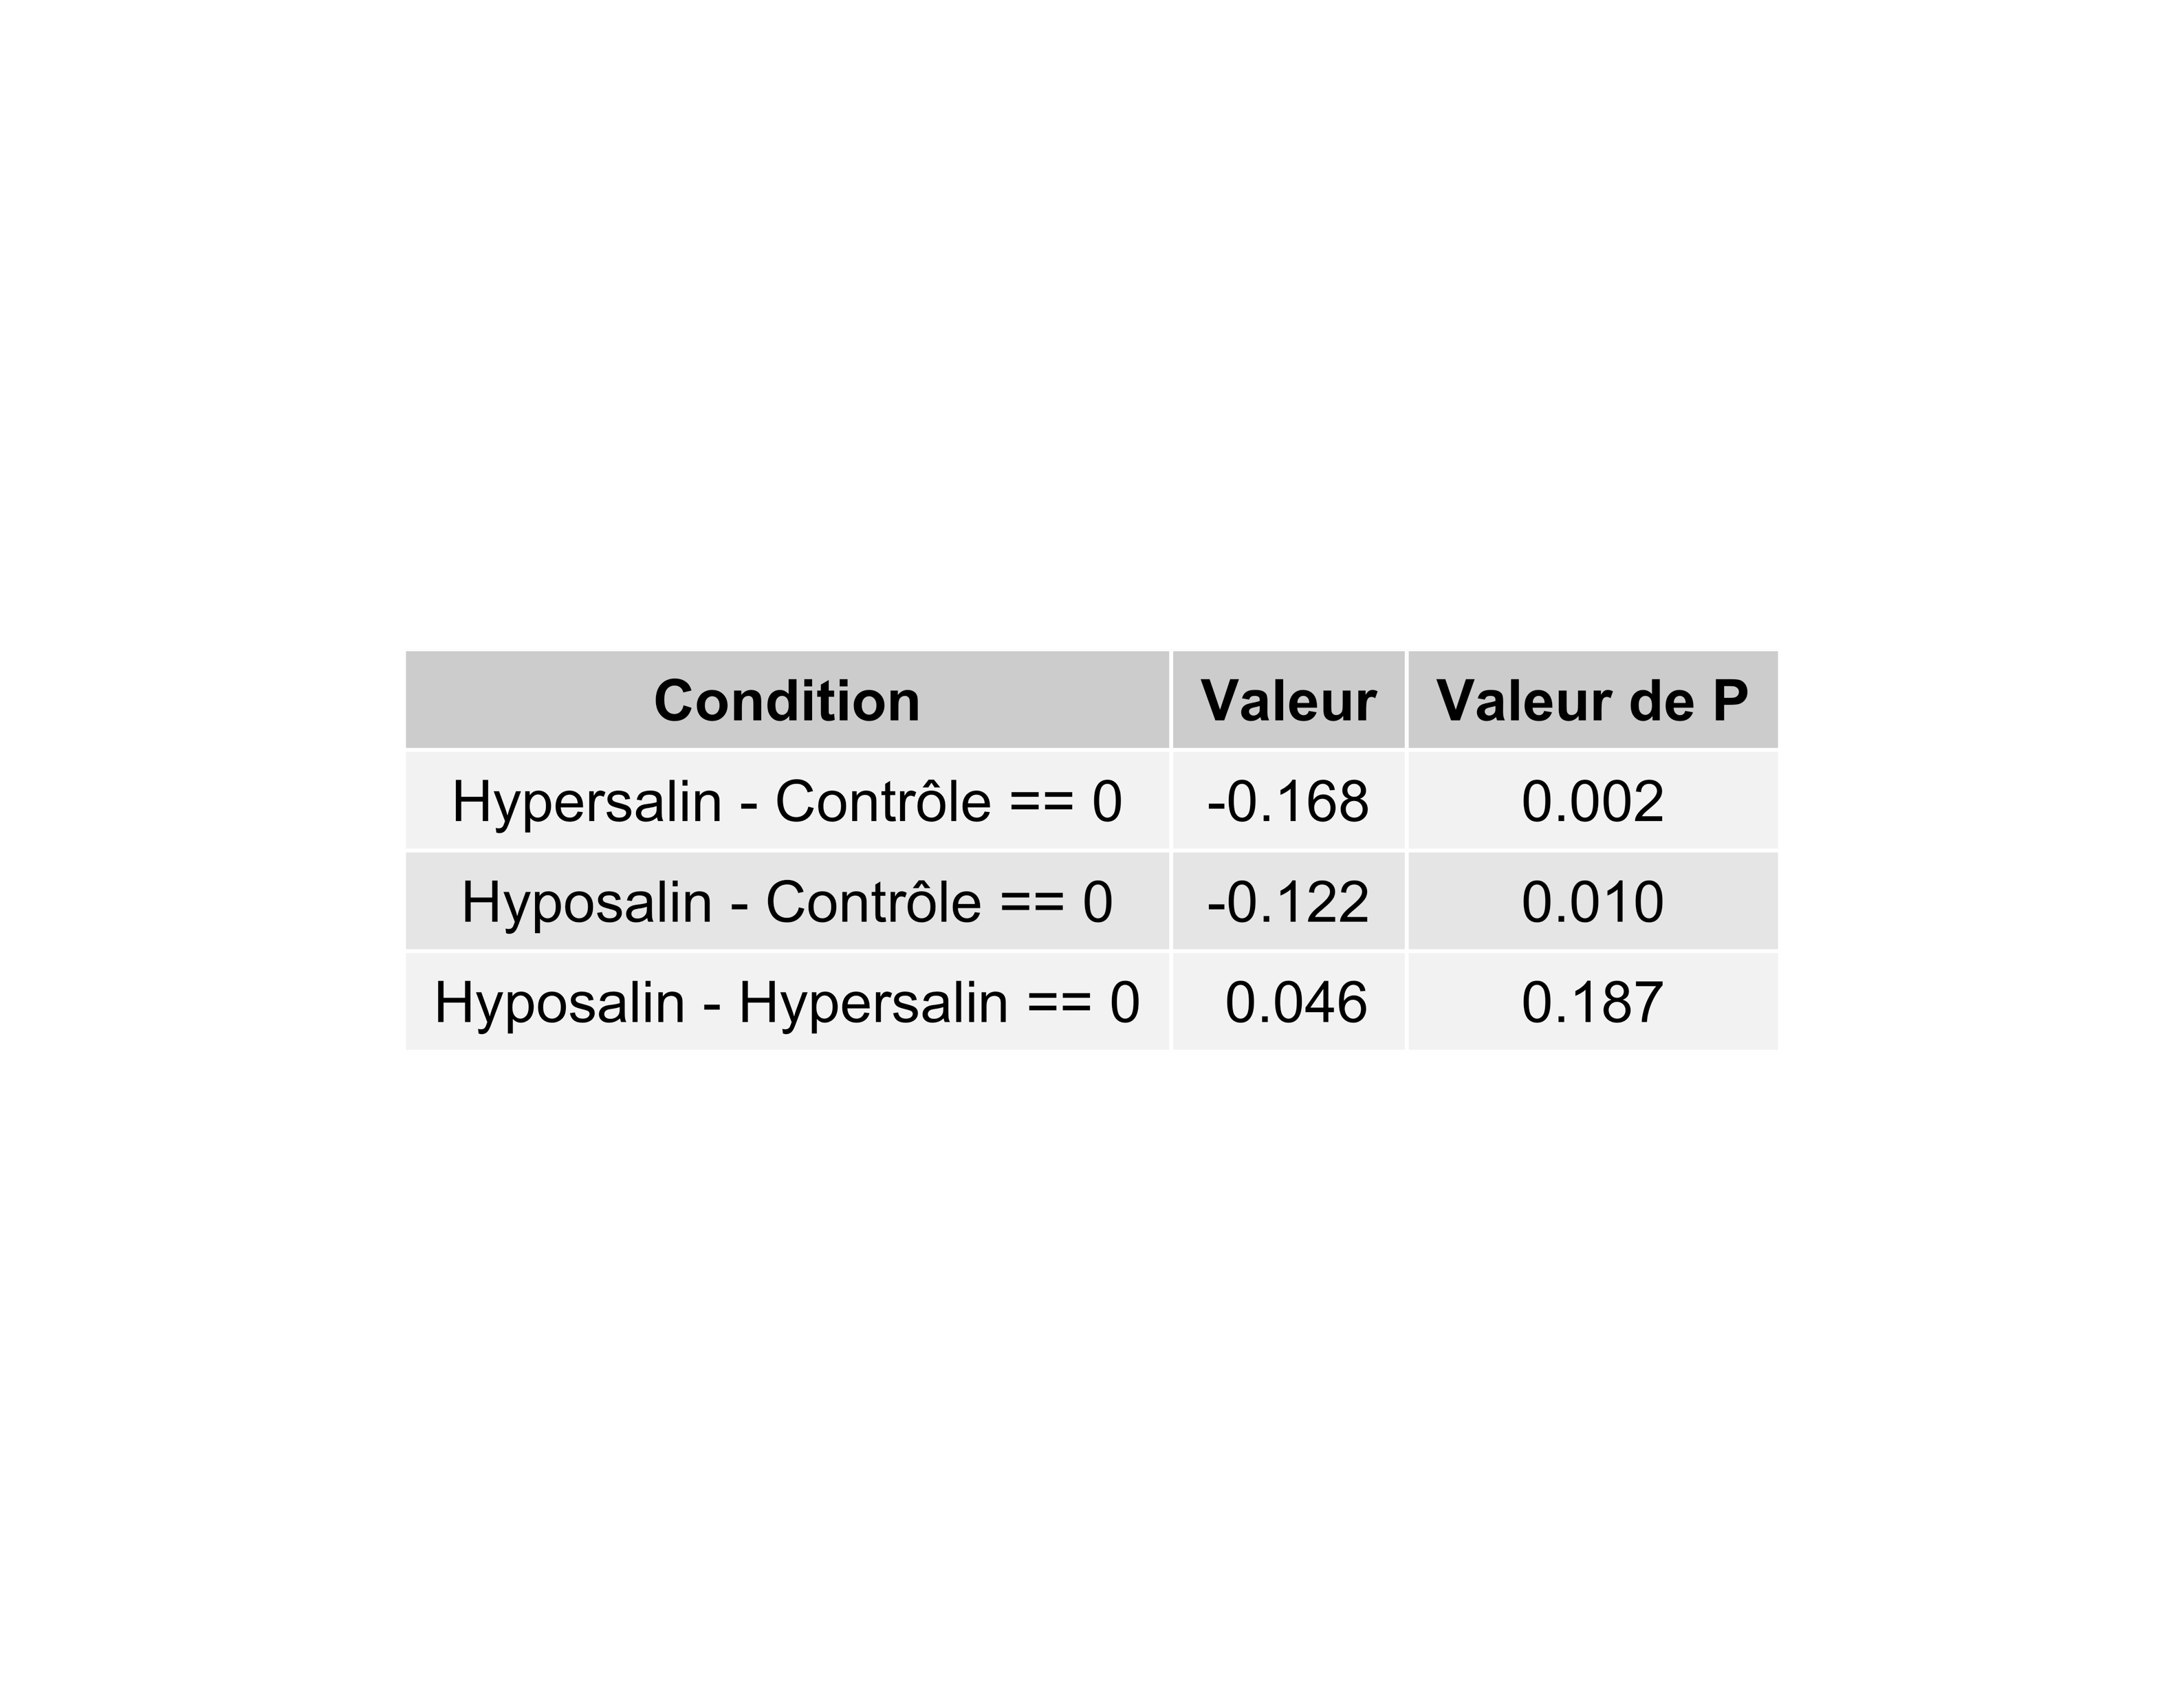 Condition Valeur Valeur de P
Hypersalin - Contrôle == 0 -0.168 0.002
Hyposalin - Contrôle == 0 -0.122 0.010
Hyposalin - Hypersalin == 0 0.046 0.187